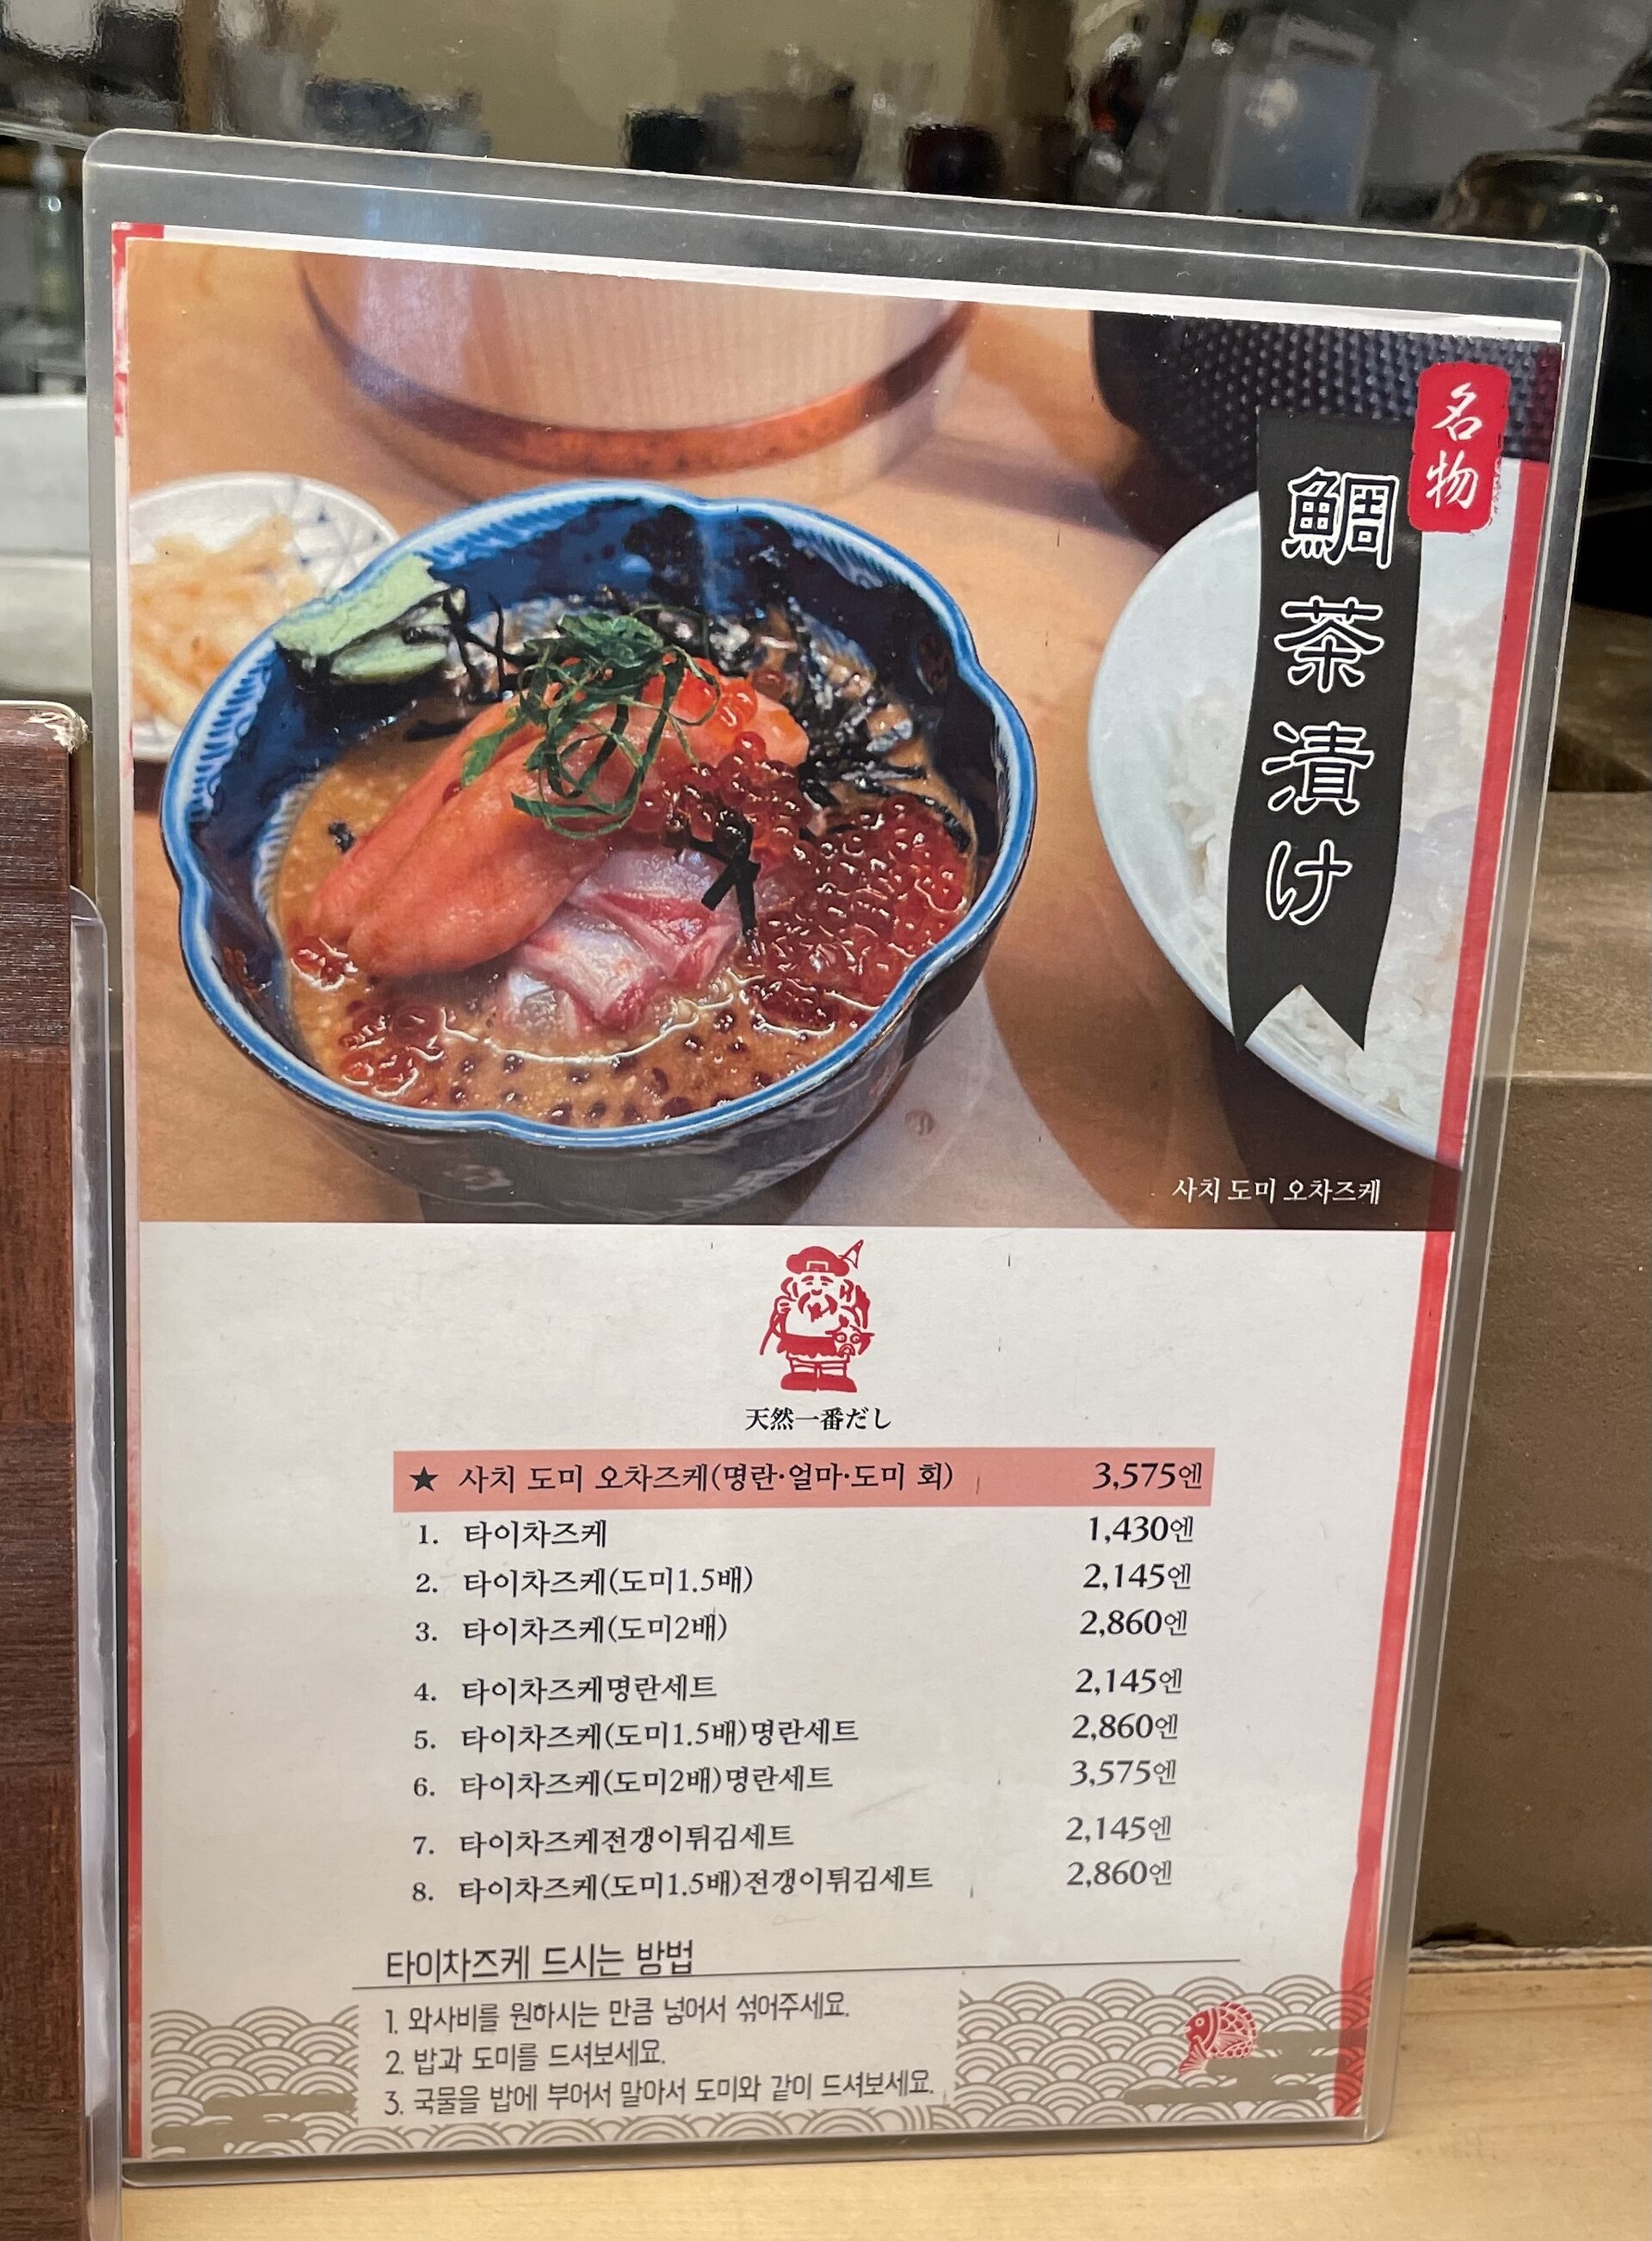 名物
鯛茶漬け
사치 도미 오차즈케
天然一番だし
★ 사치 도미 오차즈케(명란·얼마·도미 회) 3,575엔
1. 타이차즈케 1,430엔
2. 타이차즈케(도미1.5배) 2,145엔
3. 타이차즈케(도미2배) 2,860엔
4. 타이차즈케명란세트 2,145엔
5. 타이차즈케(도미1.5배)명란세트 2,860엔
6. 타이차즈케(도미2배)명란세트 3,575엔
7. 타이차즈케전갱이튀김세트 2,145엔
8. 타이차즈케(도미1.5배)전갱이튀김세트 2,860엔
타이차즈케 드시는 방법
1. 와사비를 원하시는 만큼 넣어서 섞어주세요.
2. 밥과 도미를 드셔보세요.
3. 국물을 밥에 부어서 말아서 도미와 같이 드셔보세요.